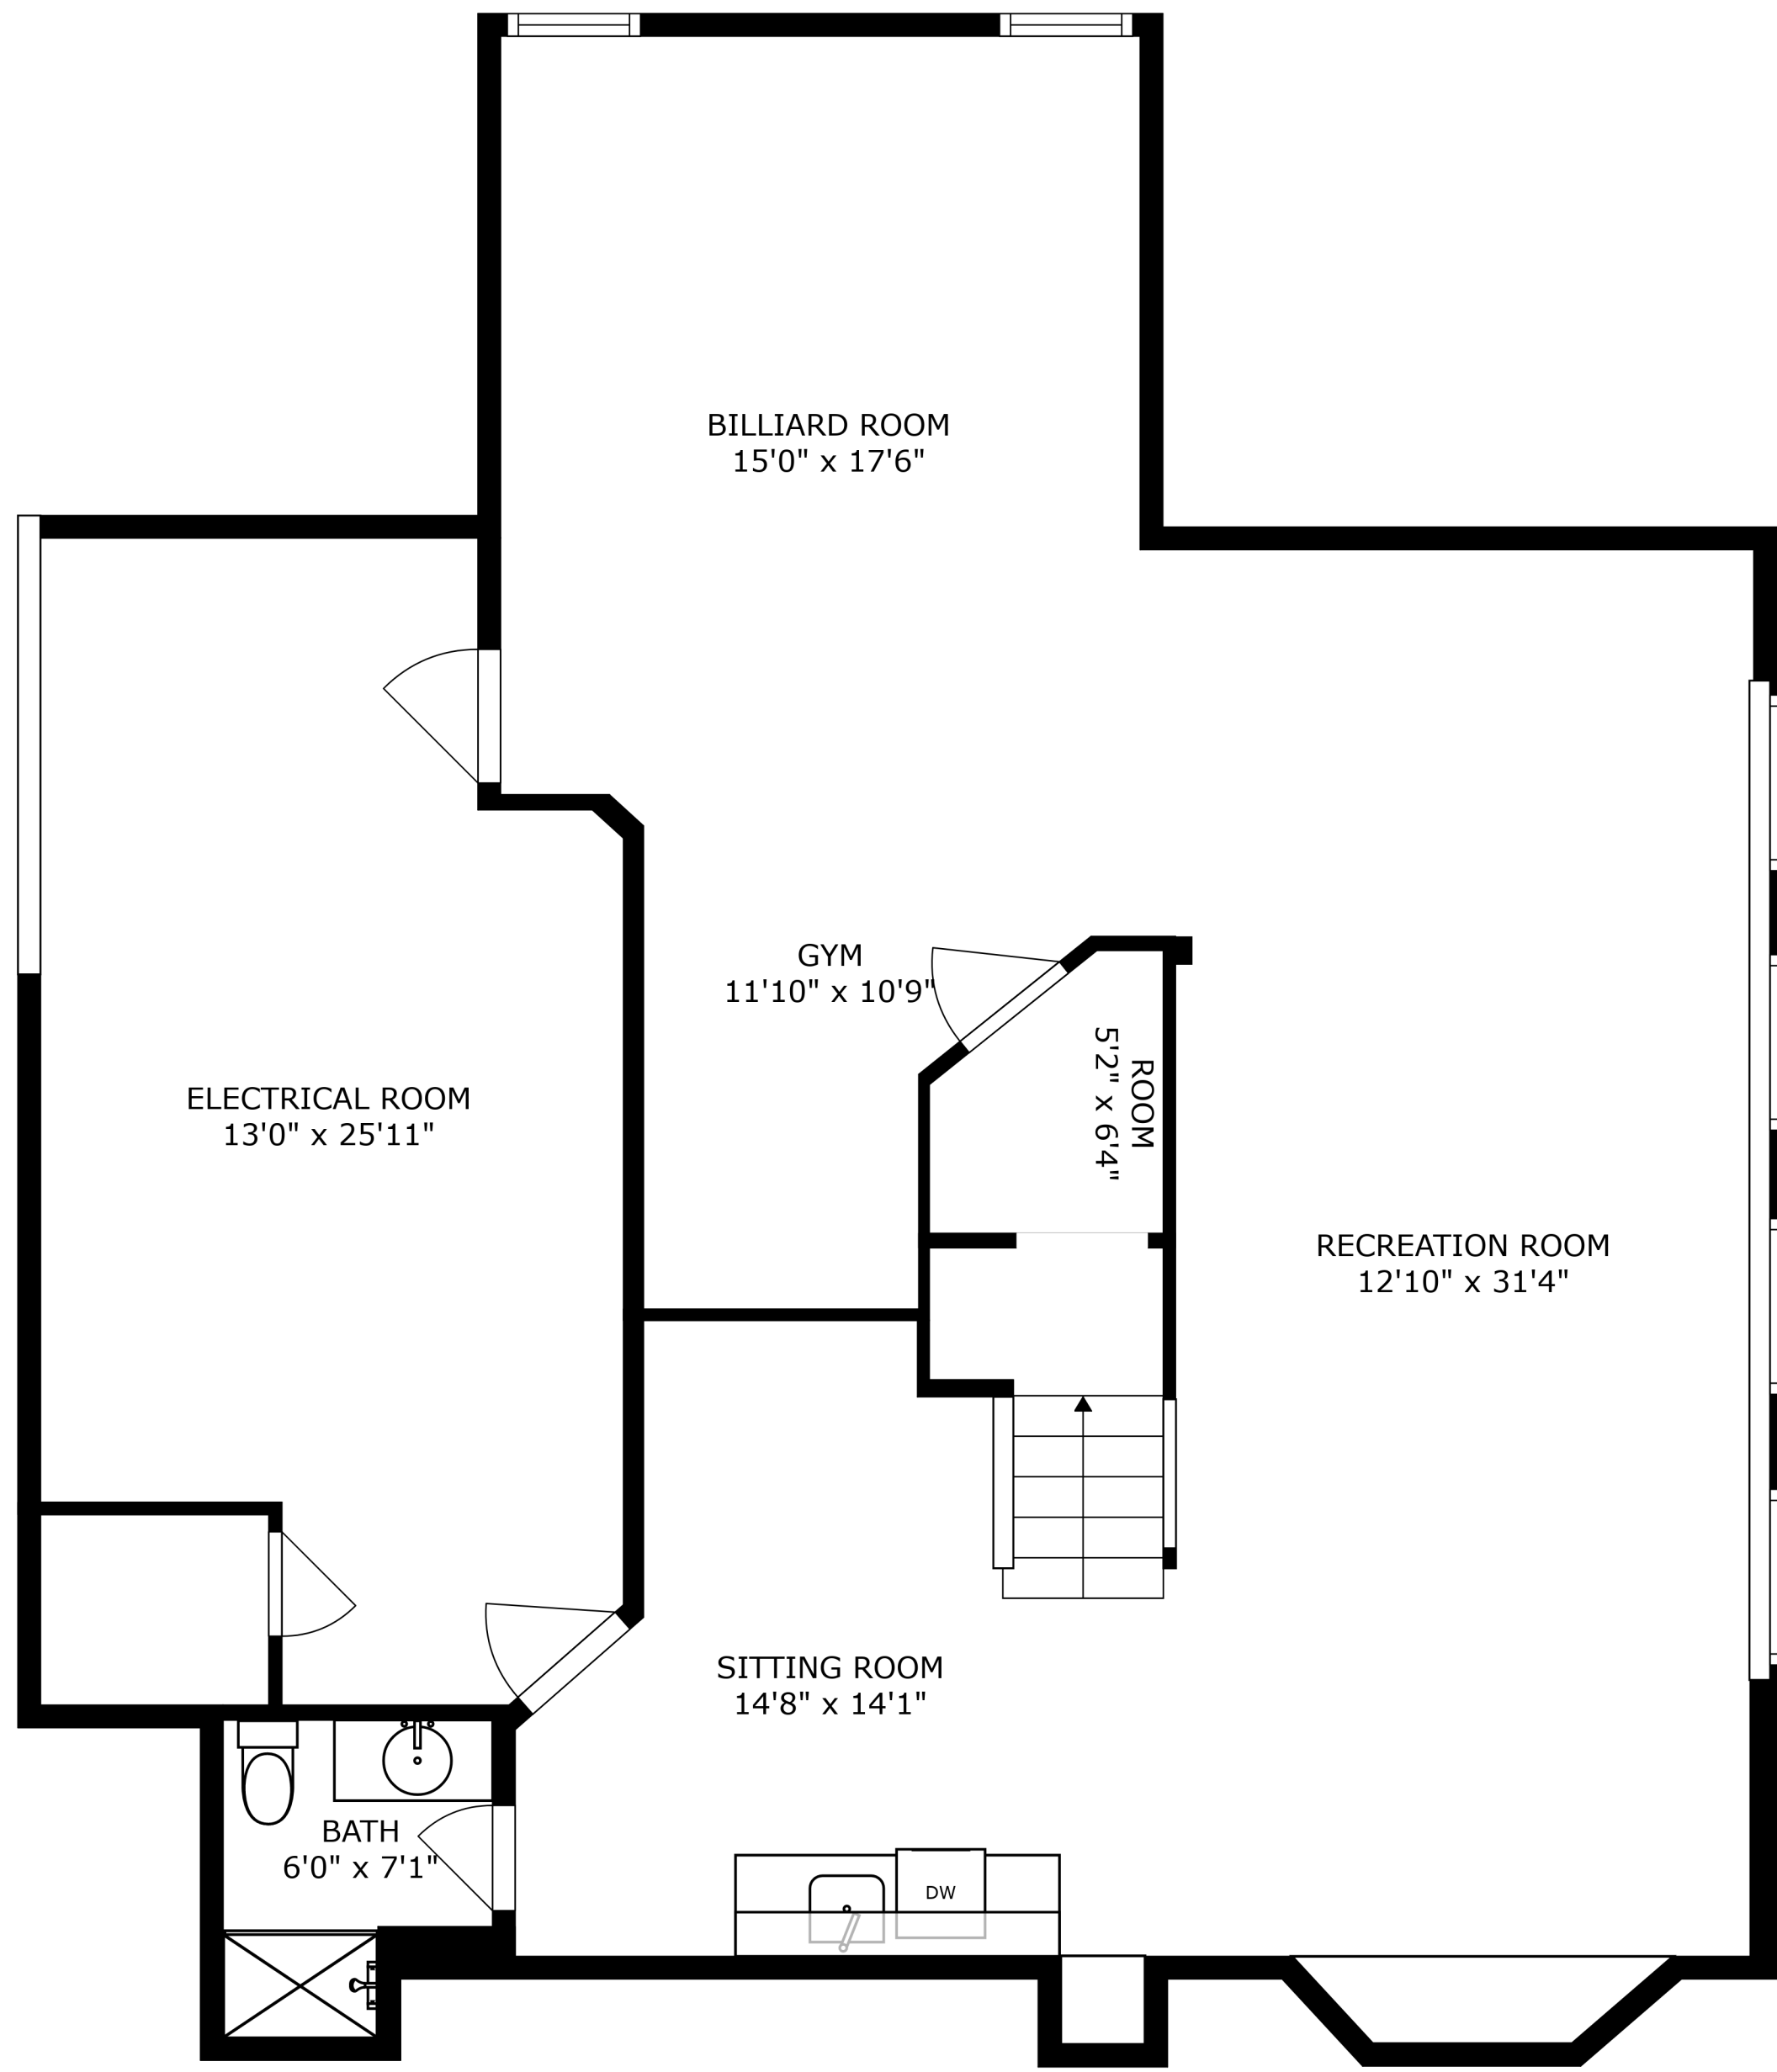 BILLIARD ROOM
15'0" x 17'6"
GYM
11'10" x 10'9"
ROOM
5'2" x 6'4"
ELECTRICAL ROOM
13'0" x 25'11"
RECREATION ROOM
12'10" x 31'4"
SITTING ROOM
14'8" x 14'1"
BATH
6'0" x 7'1"
DW